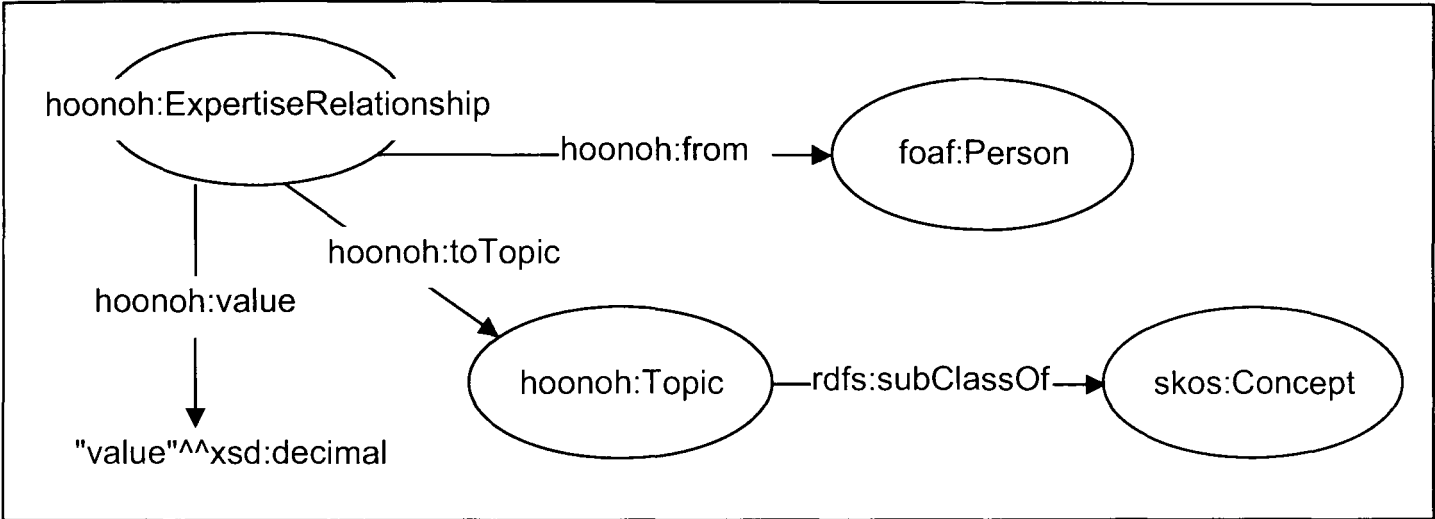 hoonoh:ExpertiseRelationship
hoonoh:from
foaf:Person
hoonoh:toTopic
hoonoh:value
hoonoh:Topic
rdfs:subClassOf
skos:Concept
"value"^^xsd:decimal